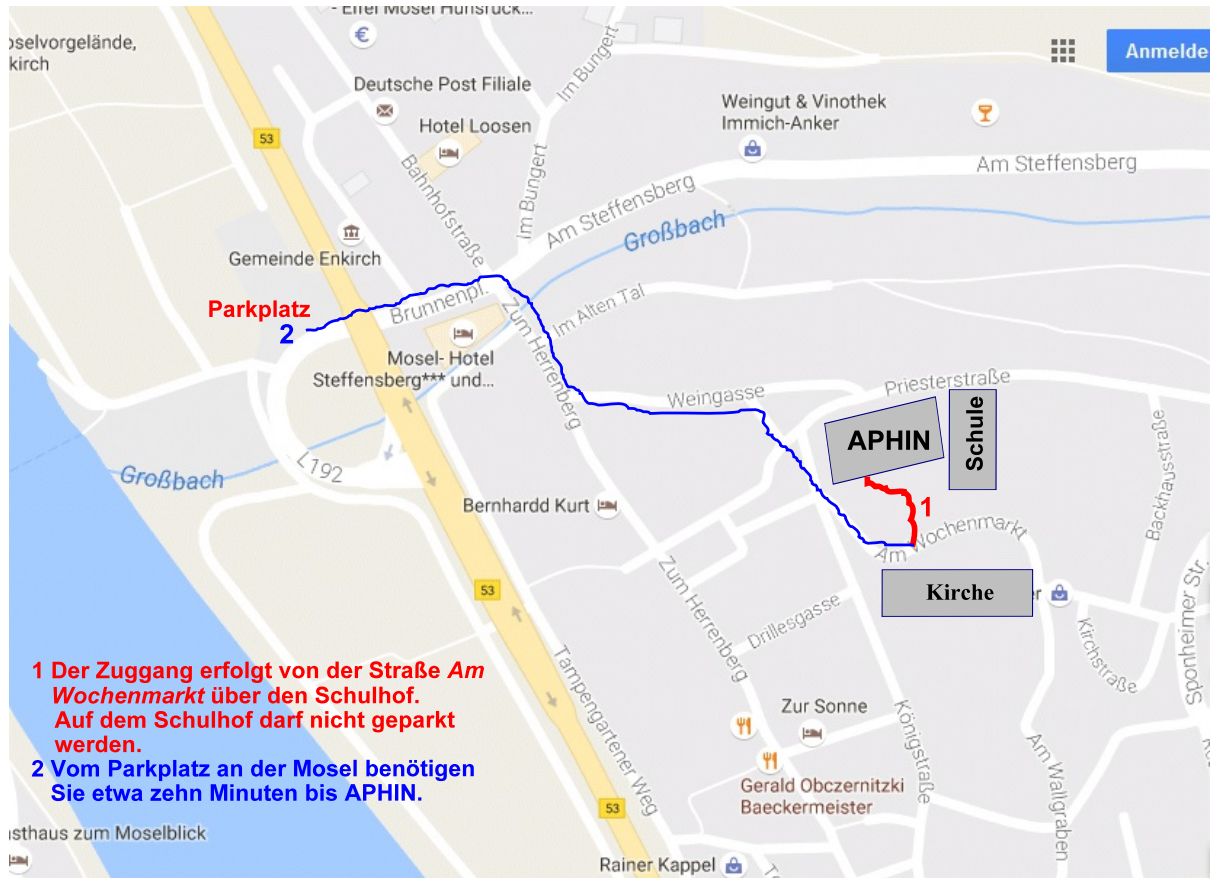 - Eifel Mosel Hunsrück...
oselvorgelände,
kirch
Anmelde
Im Bungert
Deutsche Post Filiale
Weingut & Vinothek
Immich-Anker
Hotel Loosen
53
Bahnhofstraße
Am Steffensberg
Im Bungert
Am Steffensberg
Großbach
Gemeinde Enkirch
Parkplatz
2
Brunnenpl.
Zum Herrenberg
Im Alten Tal
Mosel- Hotel
Steffensberg*** und...
Weingasse
Priesterstraße
APHIN
Schule
Backhausstraße
L192
Großbach
Bernhardd Kurt
1
Am Wochenmarkt
53
Zum Herrenberg
Kirche
er
Drillesgasse
Kirchstraße
Sponheimer Str.
1 Der Zuggang erfolgt von der Straße Am
Wochenmarkt über den Schulhof.
Auf dem Schulhof darf nicht geparkt
werden.
2 Vom Parkplatz an der Mosel benötigen
Sie etwa zehn Minuten bis APHIN.
Tampengartener Weg
Zur Sonne
Königstraße
Am Wallgraben
Gerald Obczernitzki
Baeckermeister
53
asthaus zum Moselblick
Rainer Kappel